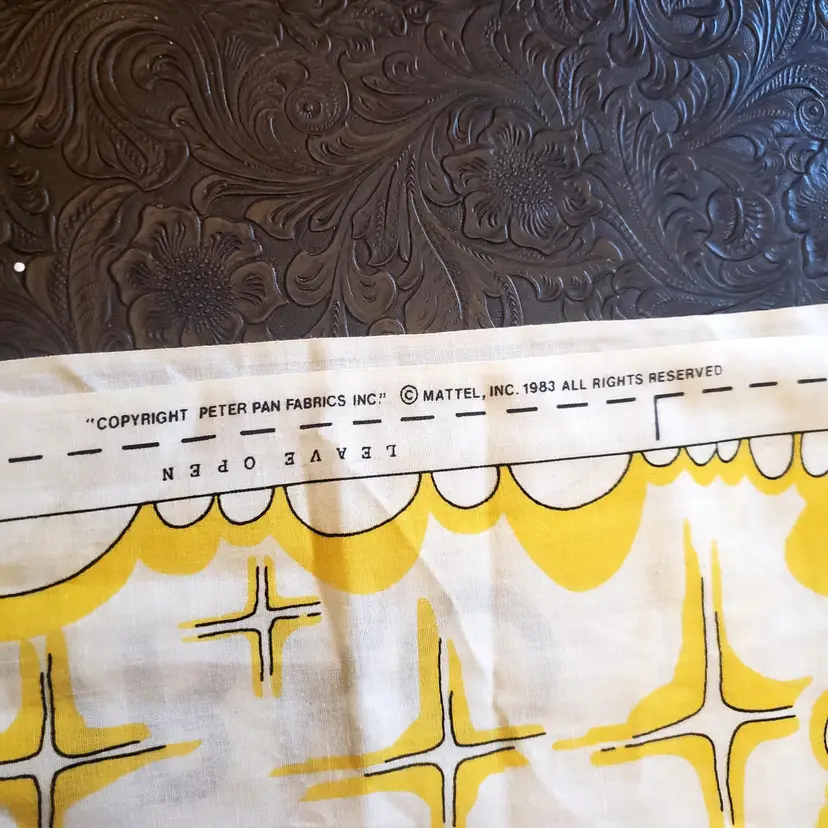 "COPYRIGHT PETER PAN FABRICS INC." © MATTEL, INC. 1983 ALL RIGHTS RESERVED
LEAVE OPEN